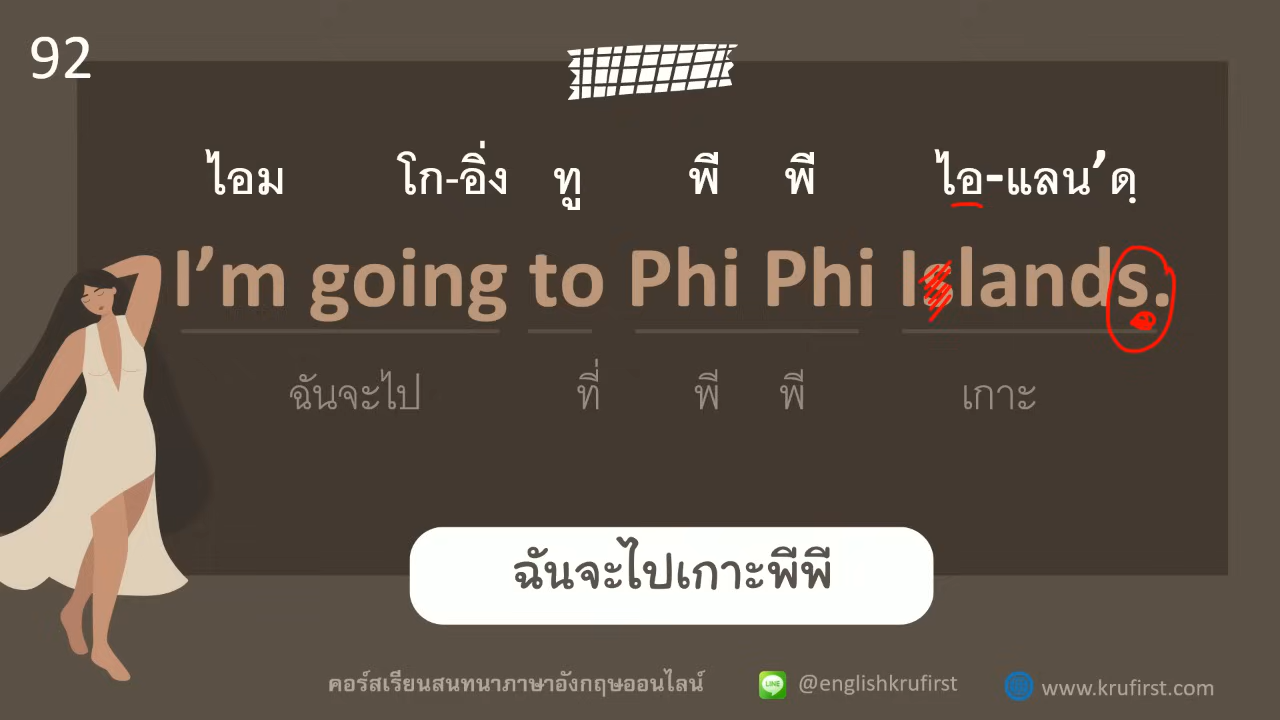 92
ไอม โก-อิ่ง ทู พี พี ไอ-แลน’ดฺ
I’m going to Phi Phi Islands.
ฉันจะไป ที่ พี พี เกาะ
ฉันจะไปเกาะพีพี
คอร์สเรียนสนทนาภาษาอังกฤษออนไลน์ @englishkrufirst www.krufirst.com